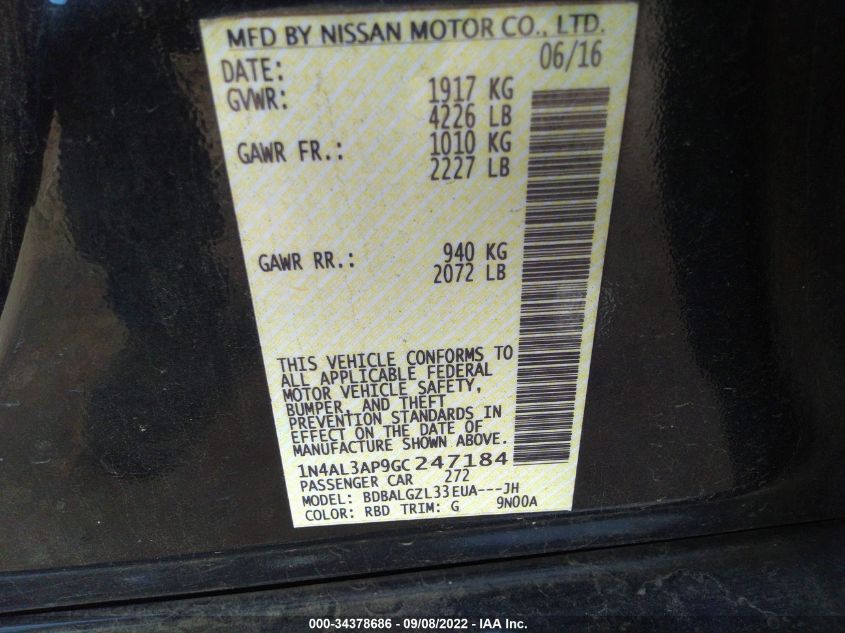 MFD BY NISSAN MOTOR CO., LTD.
DATE: 06/16
GVWR: 1917 KG
4226 LB
GAWR FR.: 1010 KG
2227 LB
GAWR RR.: 940 KG
2072 LB
THIS VEHICLE CONFORMS TO
ALL APPLICABLE FEDERAL
MOTOR VEHICLE SAFETY,
BUMPER, AND THEFT
PREVENTION STANDARDS IN
EFFECT ON THE DATE OF
MANUFACTURE SHOWN ABOVE.
1N4AL3AP9GC247184
PASSENGER CAR 272
MODEL: BDBALGZL33EUA---JH
COLOR: RBD TRIM: G 9N00A
000-34378686 - 09/08/2022 - IAA Inc.